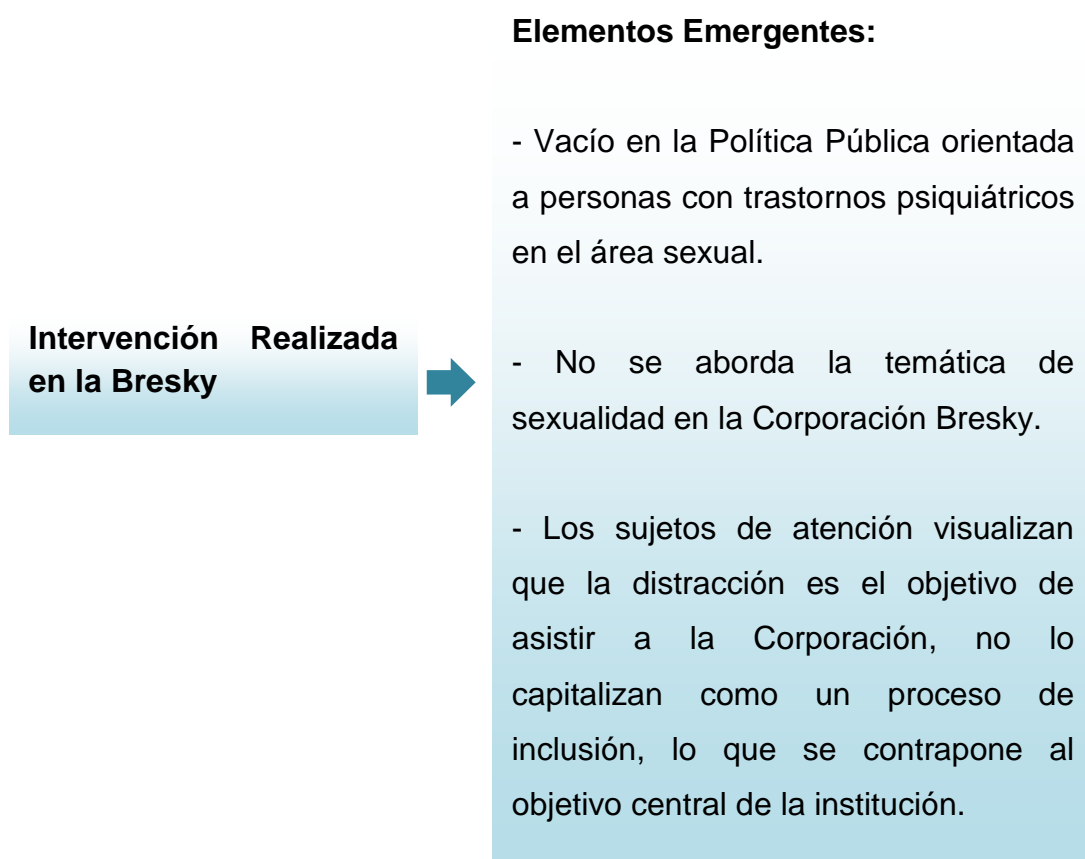 Elementos Emergentes:
- Vacío en la Política Pública orientada
a personas con trastornos psiquiátricos
en el área sexual.
Intervención Realizada
en la Bresky
- No se aborda la temática de
sexualidad en la Corporación Bresky.
- Los sujetos de atención visualizan
que la distracción es el objetivo de
asistir a la Corporación, no lo
capitalizan como un proceso de
inclusión, lo que se contrapone al
objetivo central de la institución.